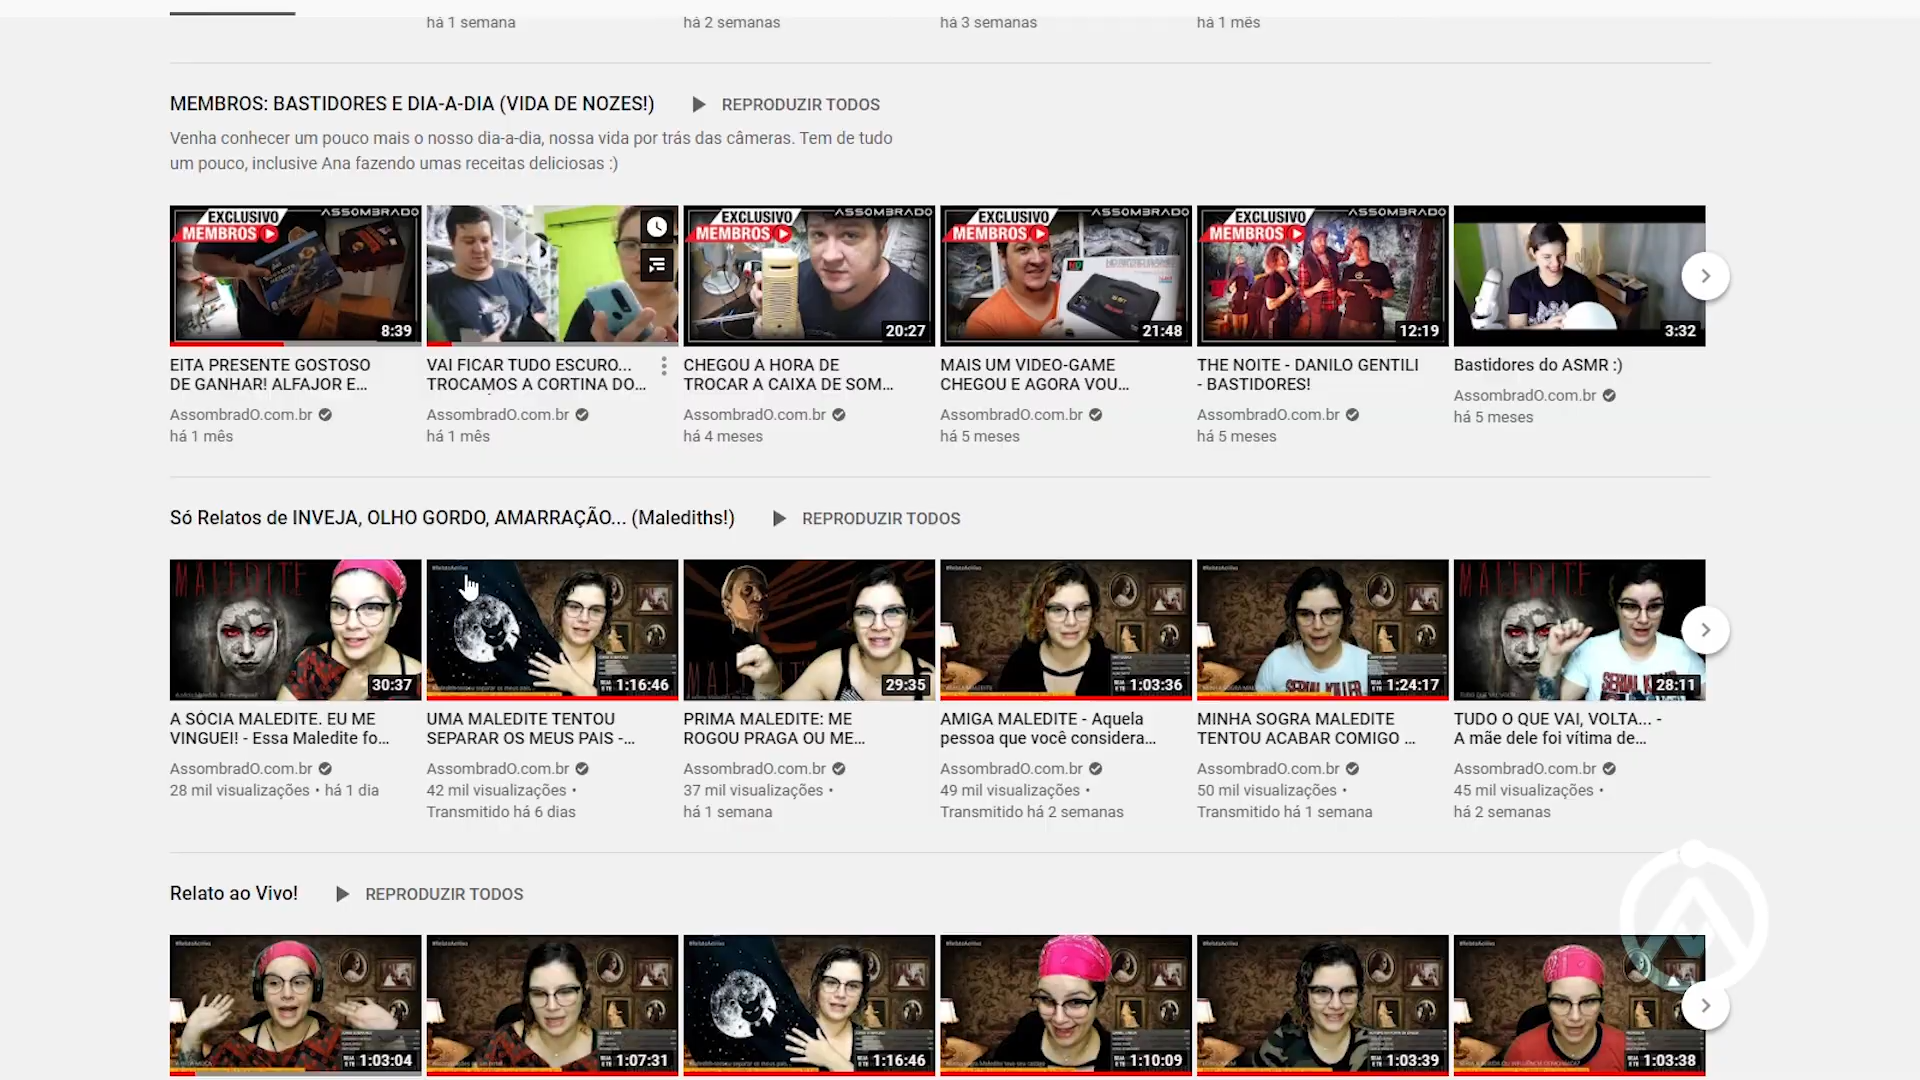 há 1 semana
há 2 semanas
há 3 semanas
há 1 mês
MEMBROS: BASTIDORES E DIA-A-DIA (VIDA DE NOZES!)
REPRODUZIR TODOS
Venha conhecer um pouco mais o nosso dia-a-dia, nossa vida por trás das câmeras. Tem de tudo
um pouco, inclusive Ana fazendo umas receitas deliciosas :)
EXCLUSIVO
MEMBROS
ASSOMBRADO
8:39
EXCLUSIVO
MEMBROS
ASSOMBRADO
20:27
EXCLUSIVO
MEMBROS
ASSOMBRADO
21:48
EXCLUSIVO
MEMBROS
ASSOMBRADO
12:19
3:32
EITA PRESENTE GOSTOSO
DE GANHAR! ALFAJOR E...
AssombradO.com.br
há 1 mês
VAI FICAR TUDO ESCURO...
TROCAMOS A CORTINA DO...
AssombradO.com.br
há 1 mês
CHEGOU A HORA DE
TROCAR A CAIXA DE SOM...
AssombradO.com.br
há 4 meses
MAIS UM VIDEO-GAME
CHEGOU E AGORA VOU...
AssombradO.com.br
há 5 meses
THE NOITE - DANILO GENTILI
- BASTIDORES!
AssombradO.com.br
há 5 meses
Bastidores do ASMR :)
AssombradO.com.br
há 5 meses
Só Relatos de INVEJA, OLHO GORDO, AMARRAÇÃO... (Malediths!)
REPRODUZIR TODOS
MALEDITE
30:37
1:16:46
29:35
1:03:36
SERIAL KILLER
1:24:17
MALEDITE
28:11
A SÓCIA MALEDITE. EU ME
VINGUEI! - Essa Maledite fo...
AssombradO.com.br
28 mil visualizações • há 1 dia
UMA MALEDITE TENTOU
SEPARAR OS MEUS PAIS -...
AssombradO.com.br
42 mil visualizações •
Transmitido há 6 dias
PRIMA MALEDITE: ME
ROGOU PRAGA OU ME...
AssombradO.com.br
37 mil visualizações •
há 1 semana
AMIGA MALEDITE - Aquela
pessoa que você considera...
AssombradO.com.br
49 mil visualizações •
Transmitido há 2 semanas
MINHA SOGRA MALEDITE
TENTOU ACABAR COMIGO ...
AssombradO.com.br
50 mil visualizações •
Transmitido há 1 semana
TUDO O QUE VAI, VOLTA... -
A mãe dele foi vítima de...
AssombradO.com.br
45 mil visualizações •
há 2 semanas
Relato ao Vivo!
REPRODUZIR TODOS
1:03:04
1:07:31
1:16:46
1:10:09
1:03:39
1:03:38